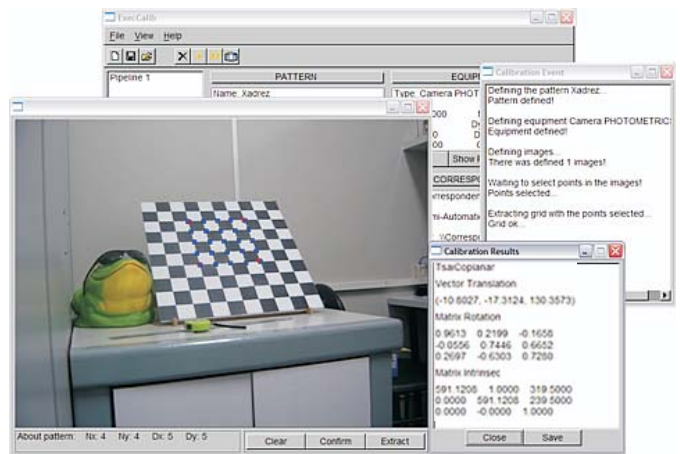 ExecCalib
File View Help
Pipeline 1
PATTERN
Name: Xadrez
EQUIP
Type: Camera PHOT
Show
CORRESPO
rresponden
mi-Automati
\\Corresp
Calibration Event
Defining the pattern Xadrez...
Pattern defined!
Defining equipment Camera PHOTOMETRIC
Equipment defined!
Defining images...
There was defined 1 images!
Waiting to select points in the images!
Points selected...
Extracting grid with the points selected...
Grid ok...
Calibration Results
TsaiCoplanar
Vector Translation
(-10.6027, -17.3124, 130.3573)
Matrix Rotation
0.9613 0.2199 -0.1658
-0.0556 0.7446 0.6652
0.2697 -0.6303 0.7280
Matrix Intrinsec
591.1208 1.0000 319.5000
0.0000 591.1208 239.5000
0.0000 -0.0000 1.0000
Close Save
About pattern: Nx: 4 Ny: 4 Dx: 5 Dy: 5
Clear Confirm Extract